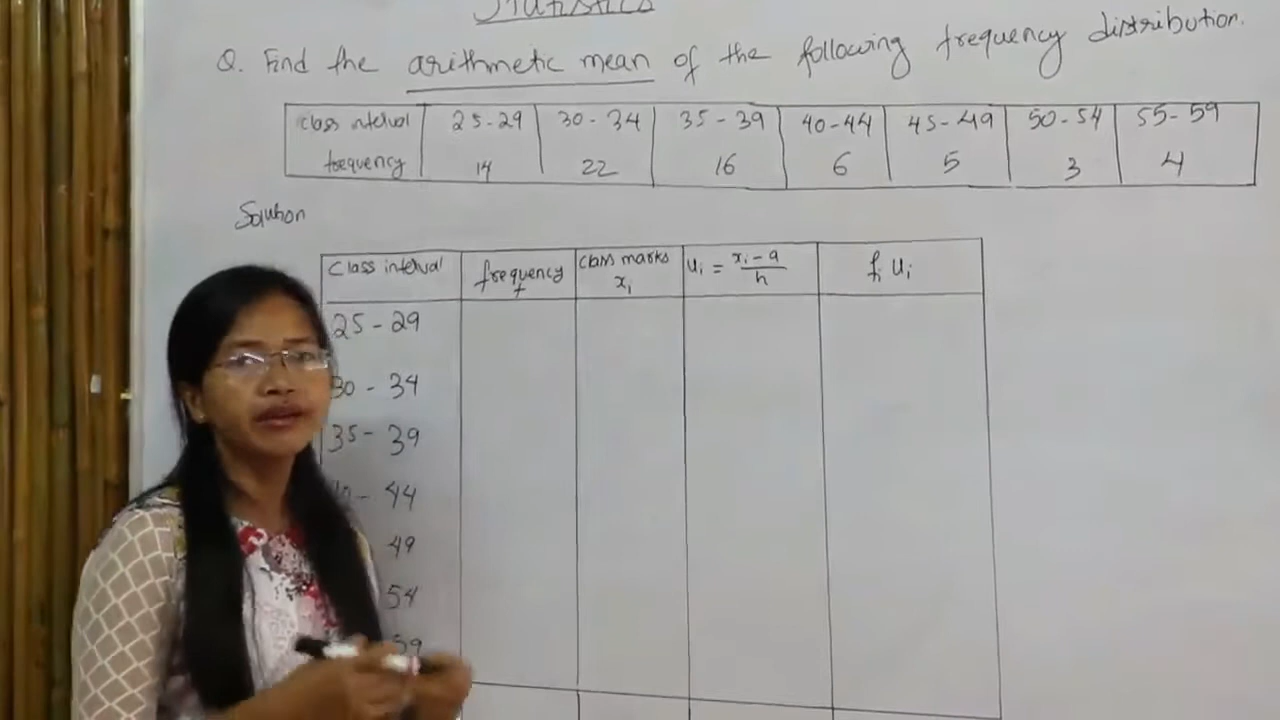 Statistics
Q. Find the arithmetic mean of the following frequency distribution.
class interval 25-29 30-34 35-39 40-44 45-49 50-54 55-59
frequency 14 22 16 6 5 3 4
Solution
Class interval frequency f class marks xᵢ uᵢ = (xᵢ - a)/h fᵢ uᵢ
25 - 29
30 - 34
35 - 39
- 44
49
54
59